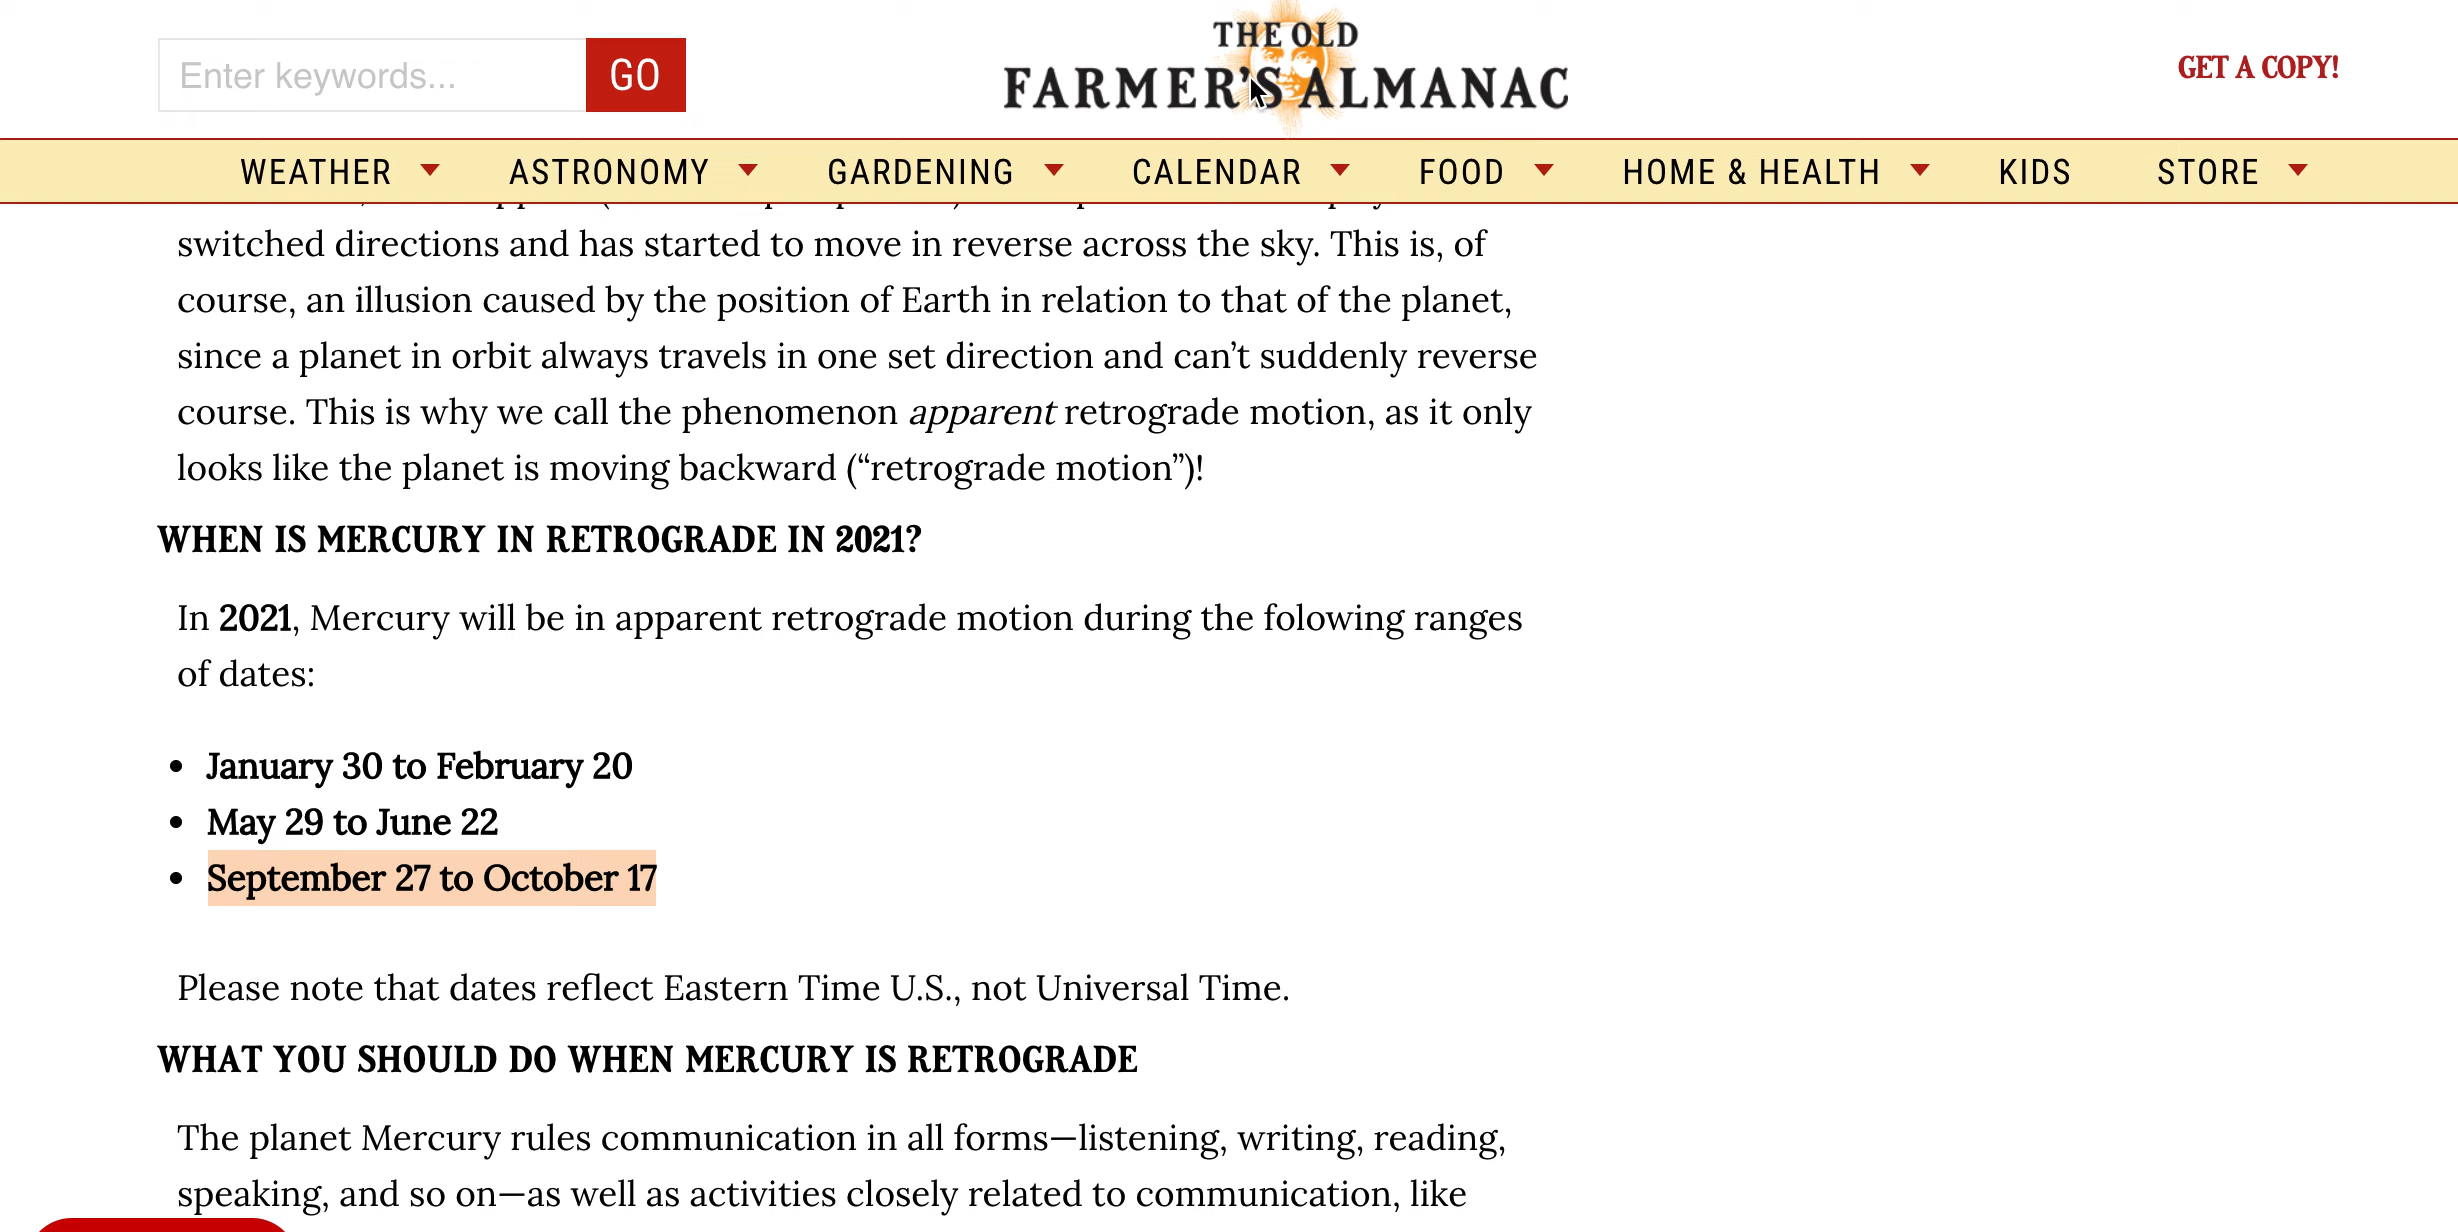 Enter keywords...
GO
THE OLD
FARMER'S ALMANAC
GET A COPY!
WEATHER
ASTRONOMY
GARDENING
CALENDAR
FOOD
HOME & HEALTH
KIDS
STORE
switched directions and has started to move in reverse across the sky. This is, of
course, an illusion caused by the position of Earth in relation to that of the planet,
since a planet in orbit always travels in one set direction and can’t suddenly reverse
course. This is why we call the phenomenon apparent retrograde motion, as it only
looks like the planet is moving backward (“retrograde motion”)!
WHEN IS MERCURY IN RETROGRADE IN 2021?
In 2021, Mercury will be in apparent retrograde motion during the folowing ranges
of dates:
• January 30 to February 20
• May 29 to June 22
• September 27 to October 17
Please note that dates reflect Eastern Time U.S., not Universal Time.
WHAT YOU SHOULD DO WHEN MERCURY IS RETROGRADE
The planet Mercury rules communication in all forms—listening, writing, reading,
speaking, and so on—as well as activities closely related to communication, like